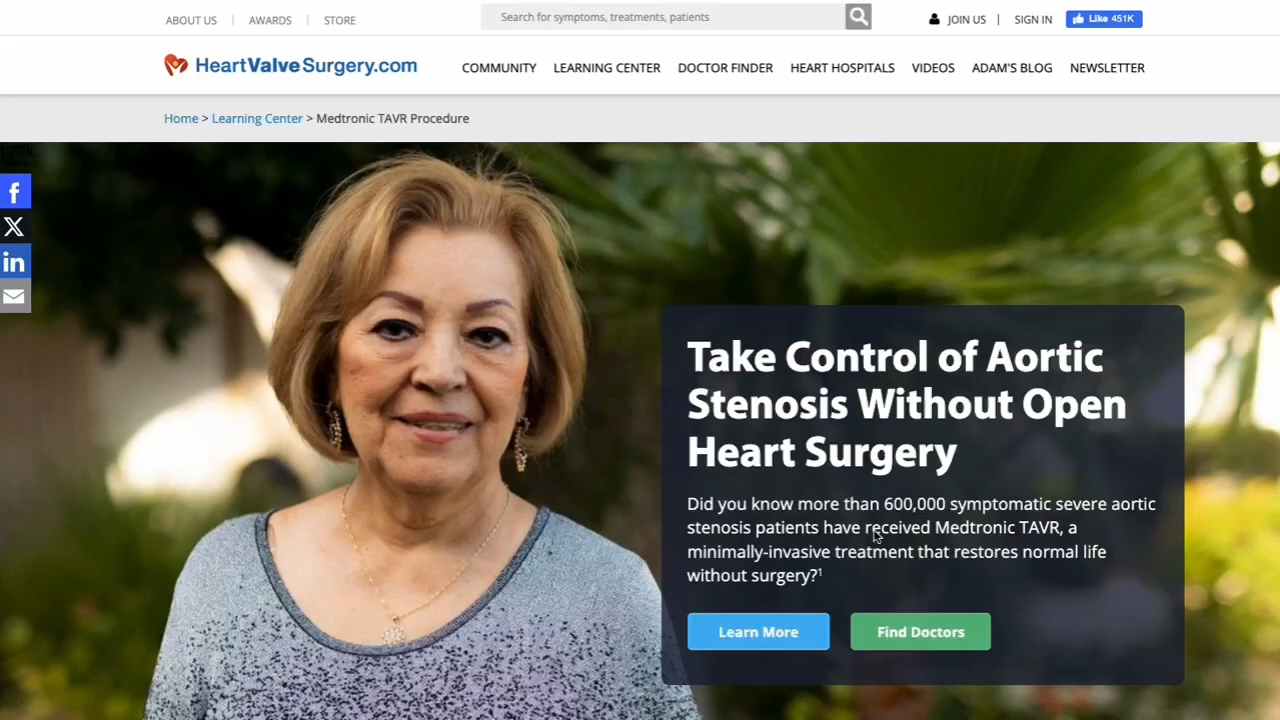 ABOUT US | AWARDS | STORE
Search for symptoms, treatments, patients
JOIN US | SIGN IN
Like 451K
HeartValveSurgery.com
COMMUNITY LEARNING CENTER DOCTOR FINDER HEART HOSPITALS VIDEOS ADAM'S BLOG NEWSLETTER
Home > Learning Center > Medtronic TAVR Procedure
Take Control of Aortic
Stenosis Without Open
Heart Surgery
Did you know more than 600,000 symptomatic severe aortic
stenosis patients have received Medtronic TAVR, a
minimally-invasive treatment that restores normal life
without surgery?¹
Learn More
Find Doctors